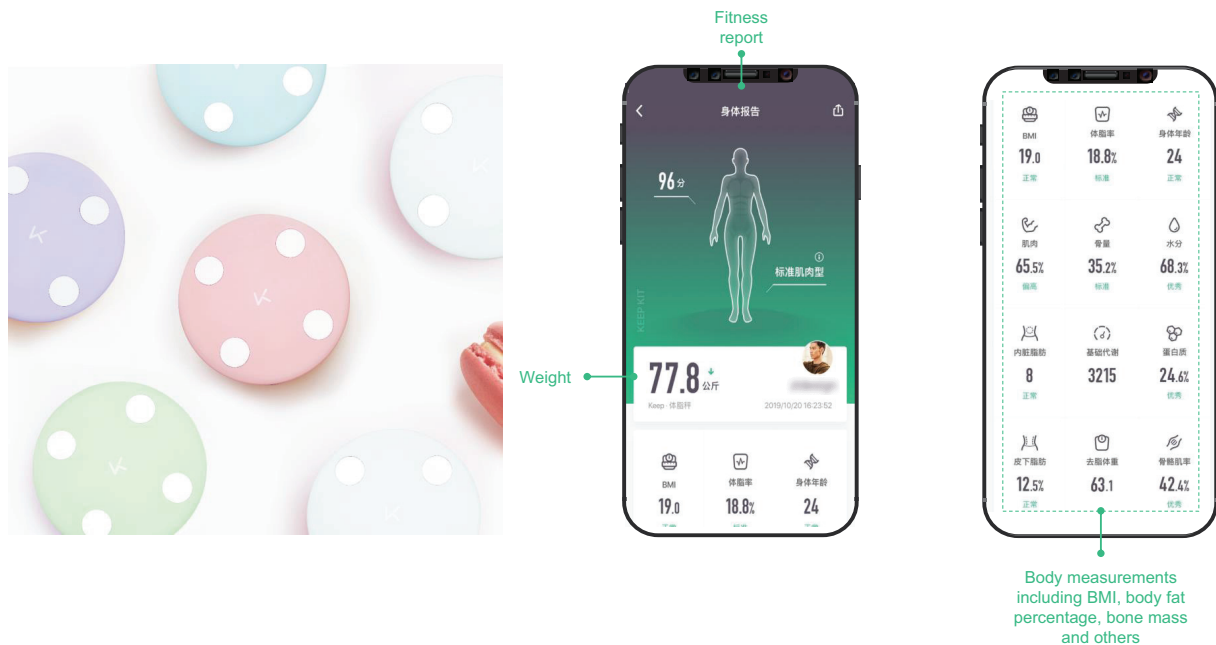 Fitness
report
身体报告
96分
标准肌肉型
KEEP KIT
Weight
77.8公斤
Keep · 体脂秤
2019/10/20 16:23:52
BMI
体脂率
身体年龄
19.0
18.8%
24
正常
标准
正常
BMI
体脂率
身体年龄
19.0
18.8%
24
正常
标准
正常
肌肉
骨量
水分
65.5%
35.2%
68.3%
偏高
标准
优秀
内脏脂肪
基础代谢
蛋白质
8
3215
24.6%
正常
优秀
皮下脂肪
去脂体重
骨骼肌率
12.5%
63.1
42.4%
正常
优秀
Body measurements
including BMI, body fat
percentage, bone mass
and others